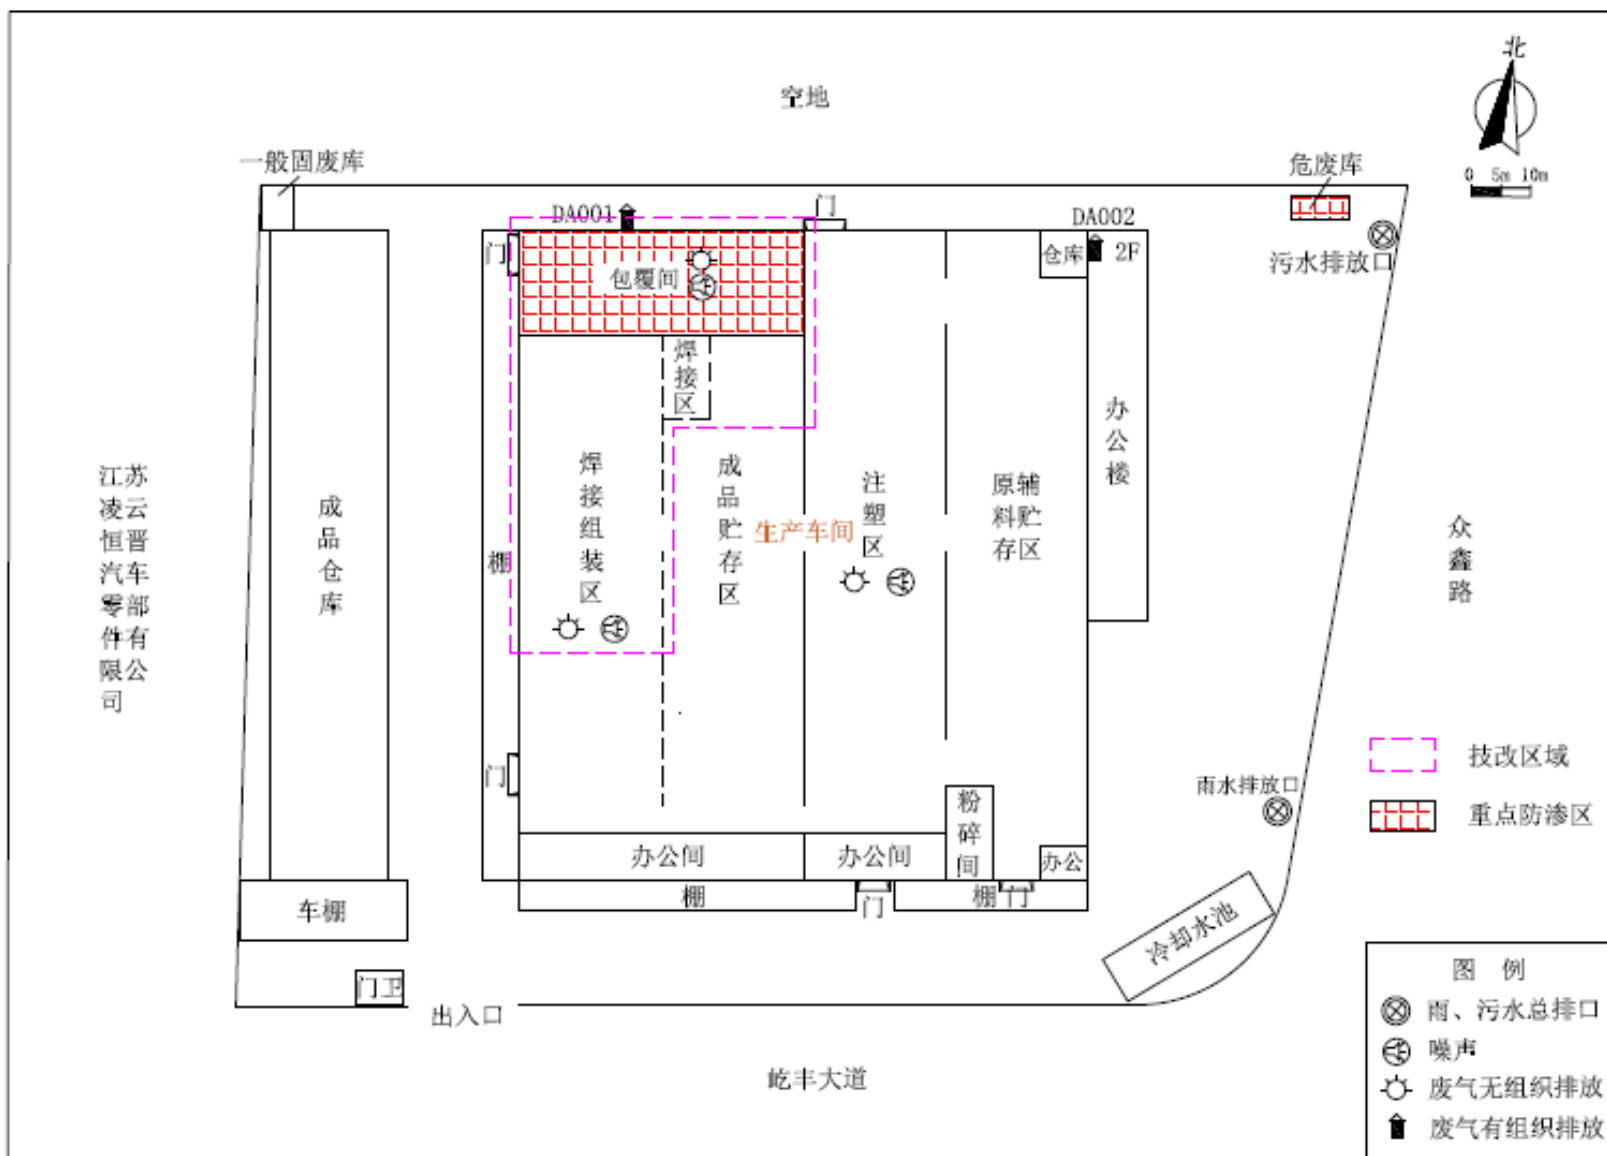 北
空地
0 5m 10m
一般固废库
危废库
DA001
门
DA002
门
仓库
2F
污水排放口
包覆间
焊接区
办公楼
江苏
凌云
恒晋
汽车
零部
件有
限公
司
成品仓库
棚
焊接组装区
成品贮存区
生产车间
注塑区
原辅
料贮
存区
众鑫路
技改区域
门
雨水排放口
粉碎间
重点防渗区
办公间
办公间
办公
车棚
棚
门
棚
门
冷却水池
门卫
出入口
屹丰大道
图 例
雨、污水总排口
噪声
废气无组织排放
废气有组织排放